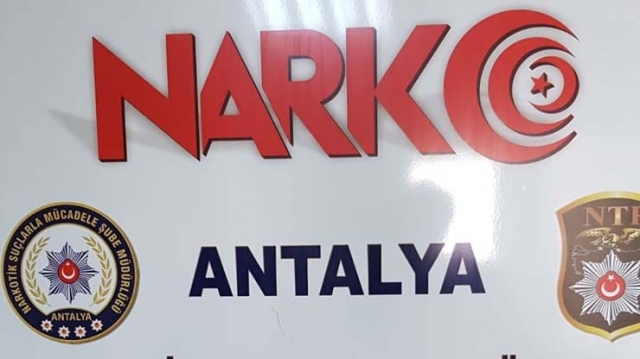 NARKO
NARKOTİK SUÇLARLA MÜCADELE ŞUBE MÜDÜRLÜĞÜ
ANTALYA
ANTALYA